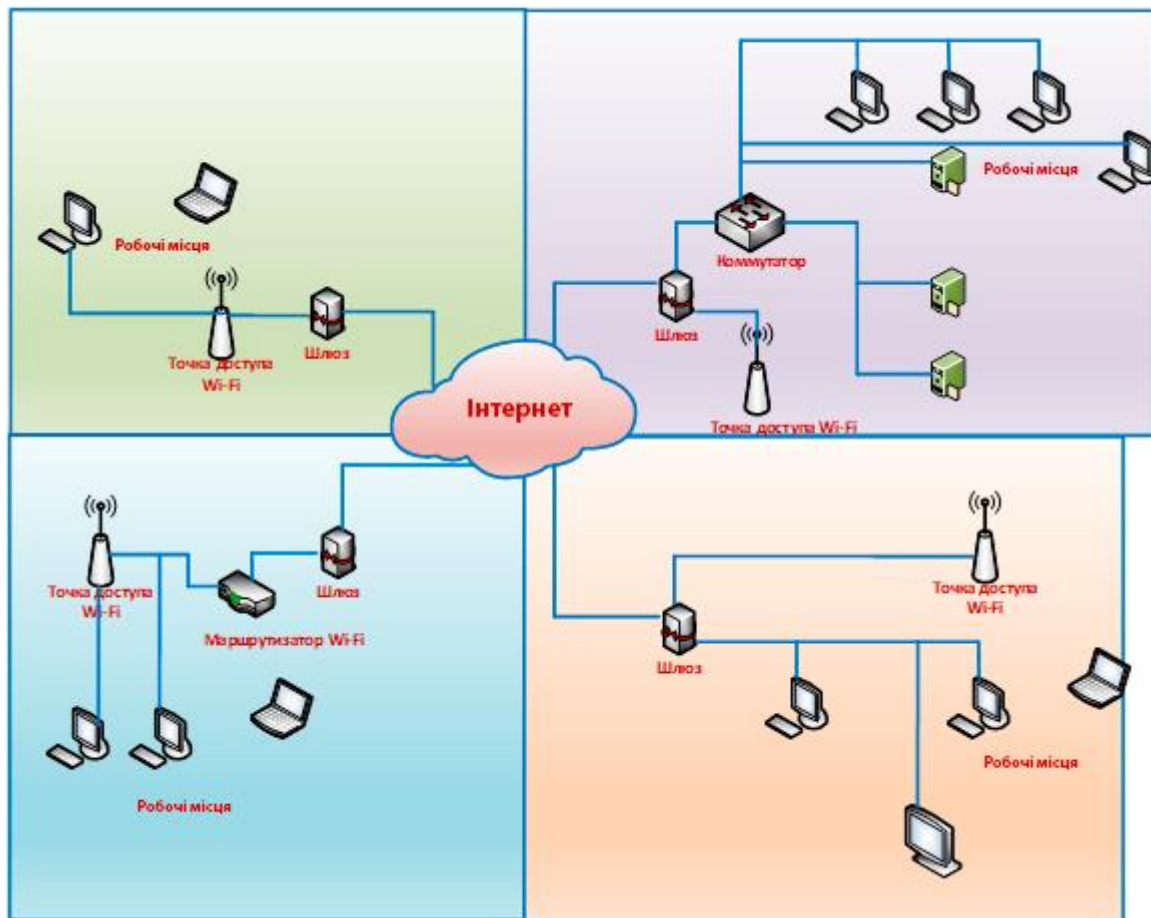 Робочі місця
Точка доступа
Wi-Fi
Шлюз
Робочі місця
Коммутатор
Шлюз
Точка доступа Wi-Fi
Інтернет
Точка доступа
Wi-Fi
Шлюз
Маршрутизатор Wi-Fi
Робочі місця
Точка доступа
Wi-Fi
Шлюз
Робочі місця